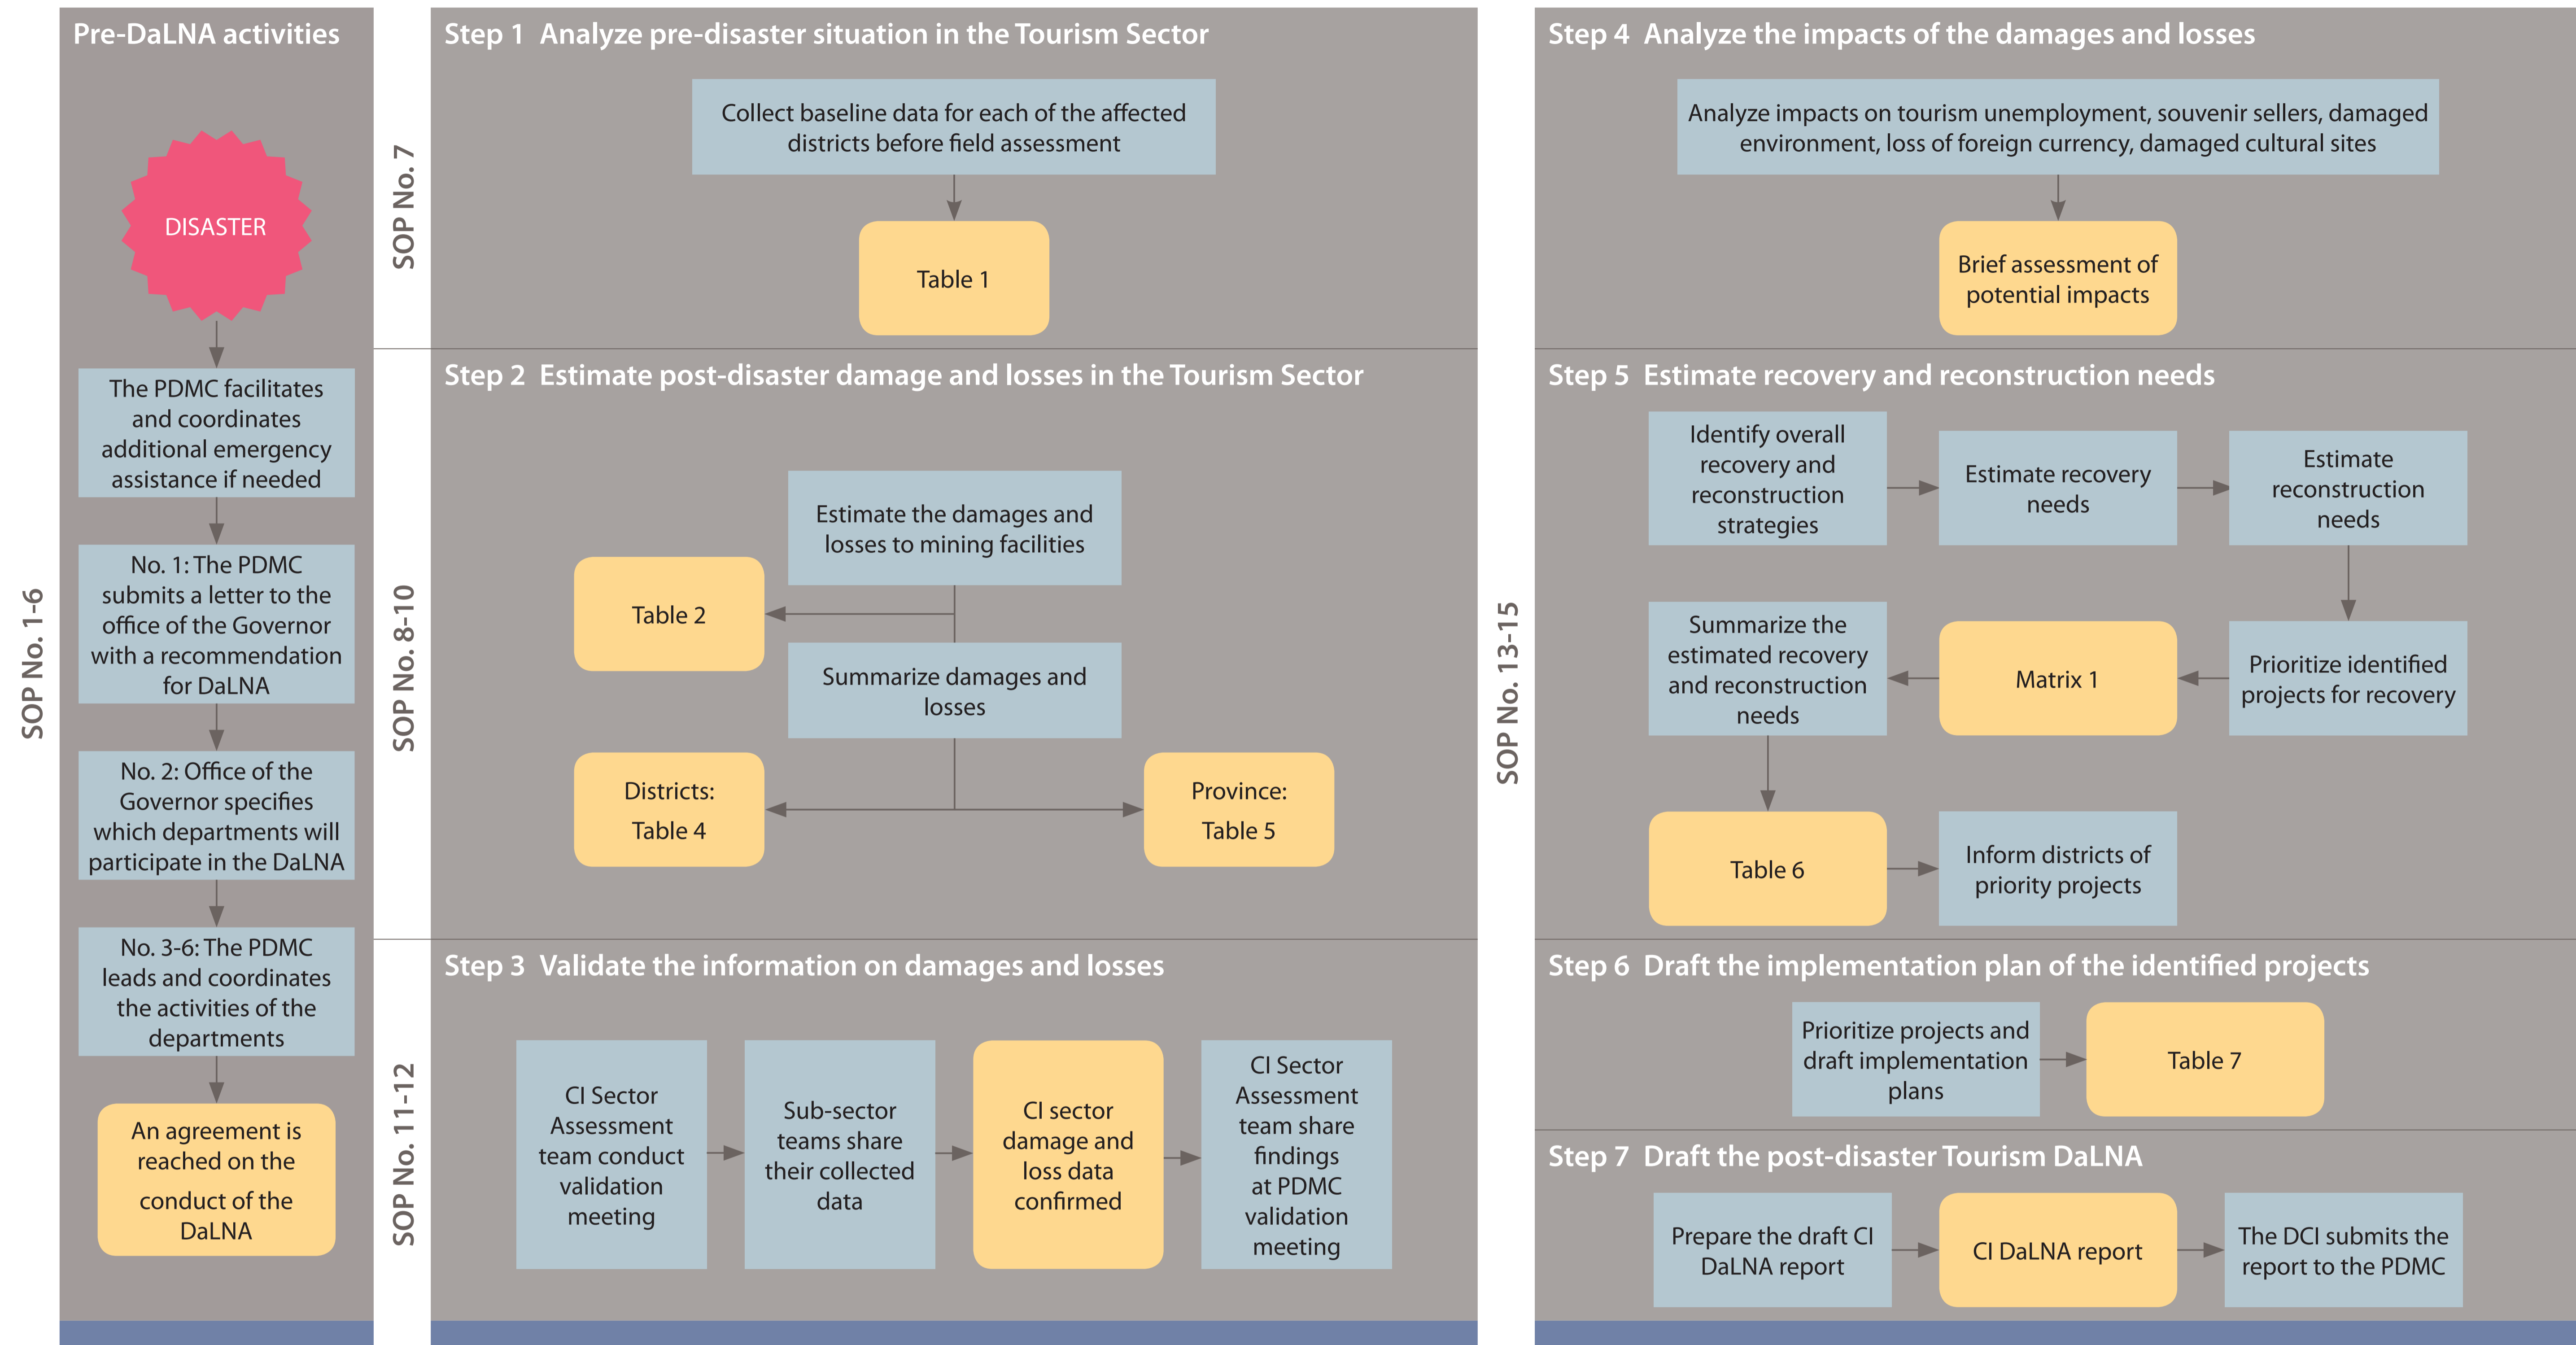 Pre-DaLNA activities
SOP No. 1-6
DISASTER
The PDMC facilitates
and coordinates
additional emergency
assistance if needed
No. 1: The PDMC
submits a letter to the
office of the Governor
with a recommendation
for DaLNA
No. 2: Office of the
Governor specifies
which departments will
participate in the DaLNA
No. 3-6: The PDMC
leads and coordinates
the activities of the
departments
An agreement is
reached on the
conduct of the
DaLNA
SOP No. 7
Step 1 Analyze pre-disaster situation in the Tourism Sector
Collect baseline data for each of the affected
districts before field assessment
Table 1
SOP No. 8-10
Step 2 Estimate post-disaster damage and losses in the Tourism Sector
Estimate the damages and
losses to mining facilities
Table 2
Summarize damages and
losses
Districts:
Table 4
Province:
Table 5
SOP No. 11-12
Step 3 Validate the information on damages and losses
CI Sector
Assessment
team conduct
validation
meeting
Sub-sector
teams share
their collected
data
CI sector
damage and
loss data
confirmed
CI Sector
Assessment
team share
findings
at PDMC
validation
meeting
SOP No. 13-15
Step 4 Analyze the impacts of the damages and losses
Analyze impacts on tourism unemployment, souvenir sellers, damaged
environment, loss of foreign currency, damaged cultural sites
Brief assessment of
potential impacts
Step 5 Estimate recovery and reconstruction needs
Identify overall
recovery and
reconstruction
strategies
Estimate recovery
needs
Estimate
reconstruction
needs
Prioritize identified
projects for recovery
Matrix 1
Summarize the
estimated recovery
and reconstruction
needs
Table 6
Inform districts of
priority projects
Step 6 Draft the implementation plan of the identified projects
Prioritize projects and
draft implementation
plans
Table 7
Step 7 Draft the post-disaster Tourism DaLNA
Prepare the draft CI
DaLNA report
CI DaLNA report
The DCI submits the
report to the PDMC